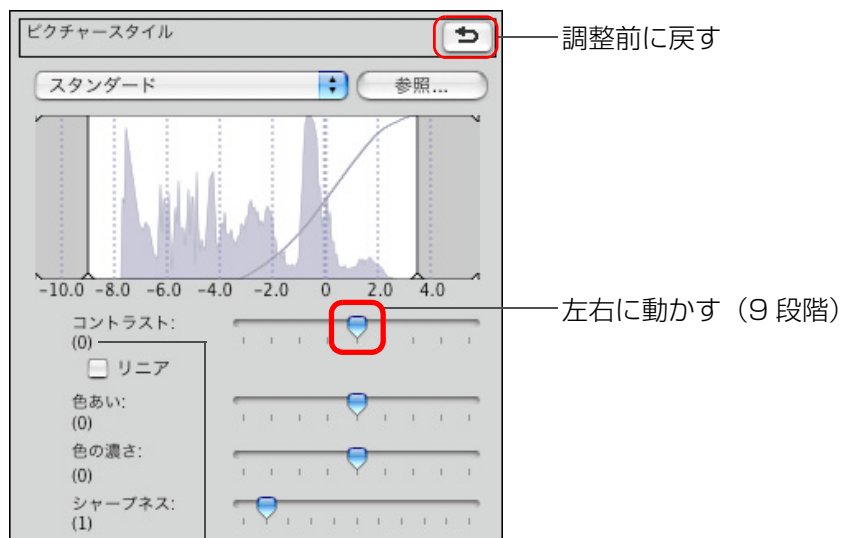 ピクチャースタイル
調整前に戻す
スタンダード
参照...
-10.0 -8.0 -6.0 -4.0 -2.0 0 2.0 4.0
左右に動かす（9 段階）
コントラスト:
(0)
リニア
色あい:
(0)
色の濃さ:
(0)
シャープネス:
(1)